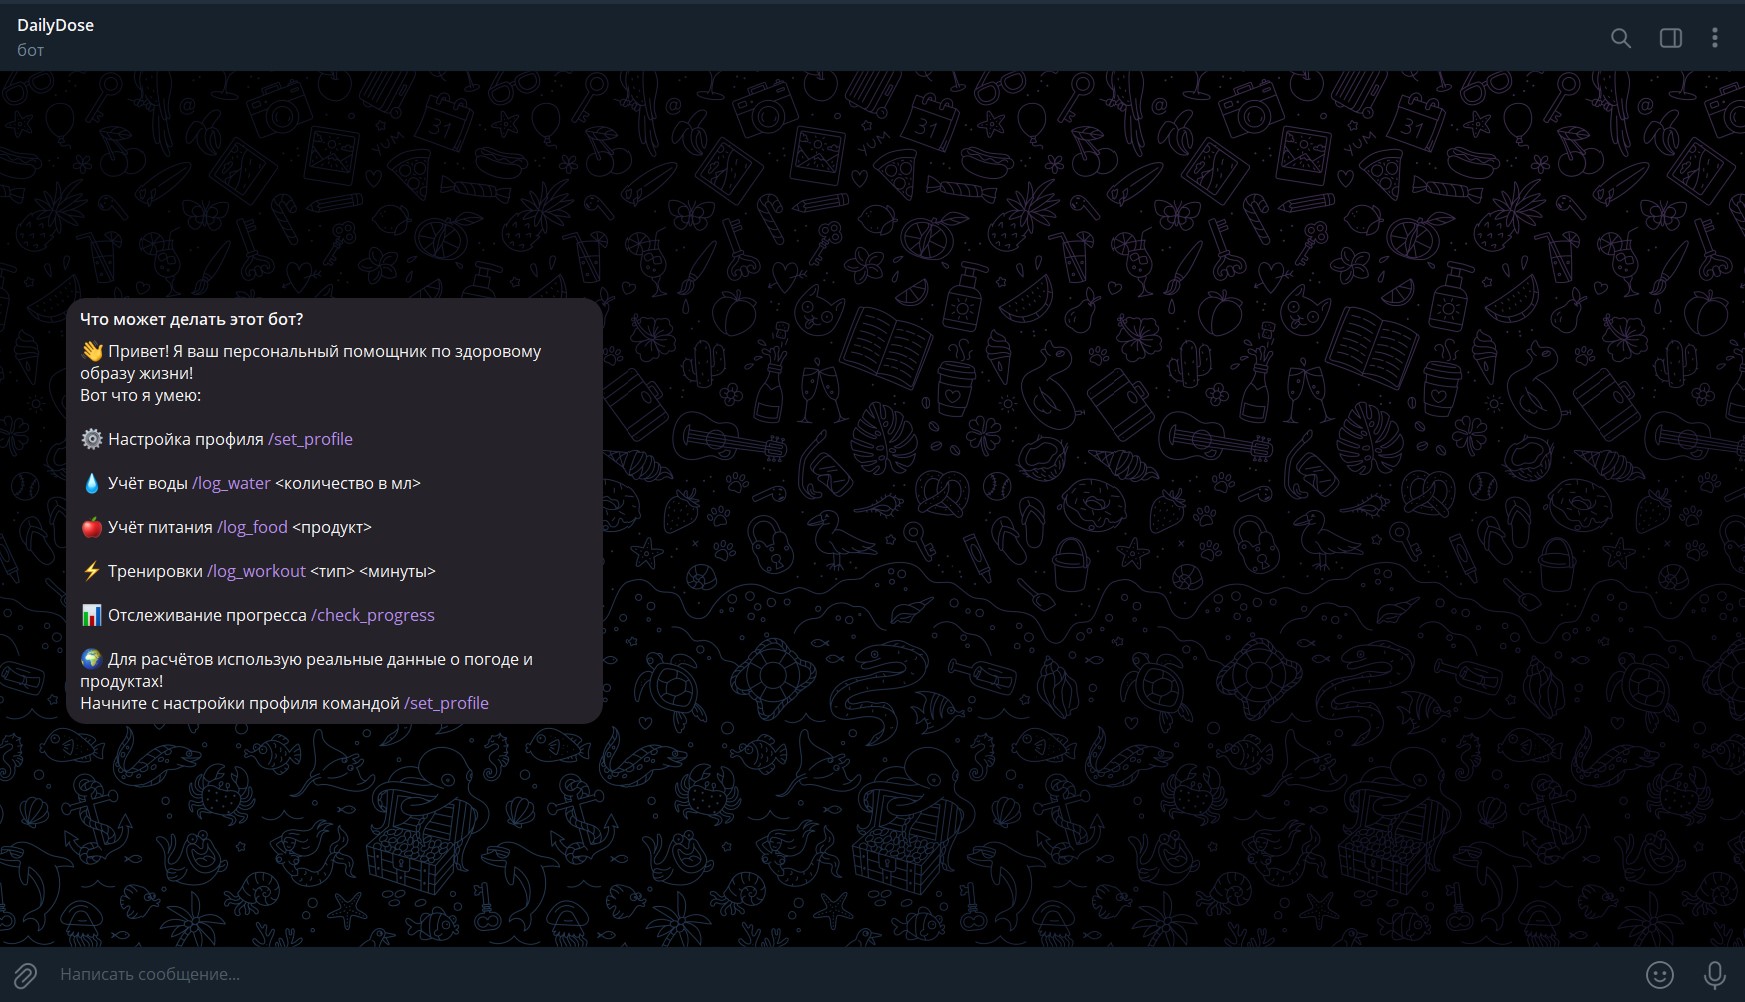 DailyDose
бот
Что может делать этот бот?
👋 Привет! Я ваш персональный помощник по здоровому
образу жизни!
Вот что я умею:
⚙️ Настройка профиля /set_profile
💧 Учёт воды /log_water <количество в мл>
🍎 Учёт питания /log_food <продукт>
⚡ Тренировки /log_workout <тип> <минуты>
📊 Отслеживание прогресса /check_progress
🌍 Для расчётов использую реальные данные о погоде и
продуктах!
Начните с настройки профиля командой /set_profile
Написать сообщение...